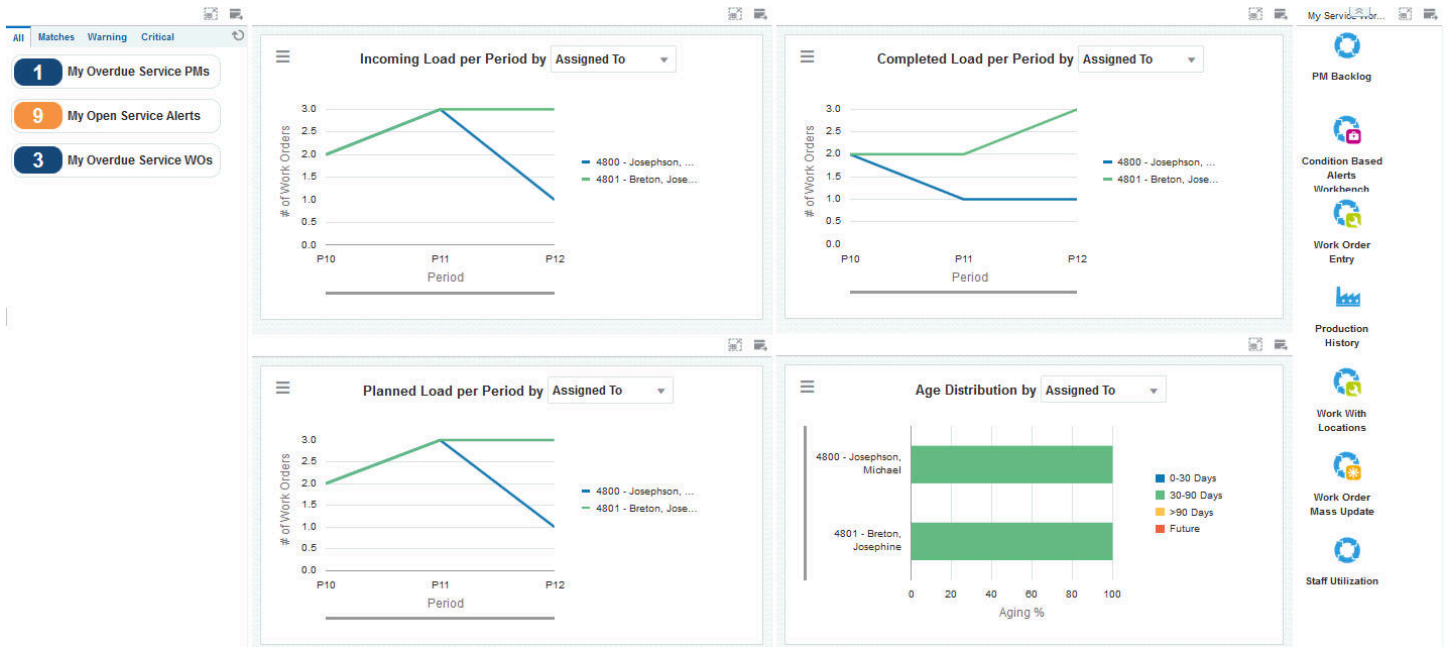 All Matches Warning Critical
1 My Overdue Service PMs
9 My Open Service Alerts
3 My Overdue Service WOs
Incoming Load per Period by Assigned To
# of Work Orders
3.0
2.5
2.0
1.5
1.0
0.5
0.0
P10 P11 P12
Period
4800 - Josephson, ...
4801 - Breton, Jose...
Completed Load per Period by Assigned To
# of Work Orders
3.0
2.5
2.0
1.5
1.0
0.5
0.0
P10 P11 P12
Period
4800 - Josephson, ...
4801 - Breton, Jose...
Planned Load per Period by Assigned To
# of Work Orders
3.0
2.5
2.0
1.5
1.0
0.5
0.0
P10 P11 P12
Period
4800 - Josephson, ...
4801 - Breton, Jose...
Age Distribution by Assigned To
4800 - Josephson,
Michael
4801 - Breton,
Josephine
0 20 40 60 80 100
Aging %
0-30 Days
30-90 Days
>90 Days
Future
My Service Wor...
PM Backlog
Condition Based
Alerts
Workbench
Work Order
Entry
Production
History
Work With
Locations
Work Order
Mass Update
Staff Utilization